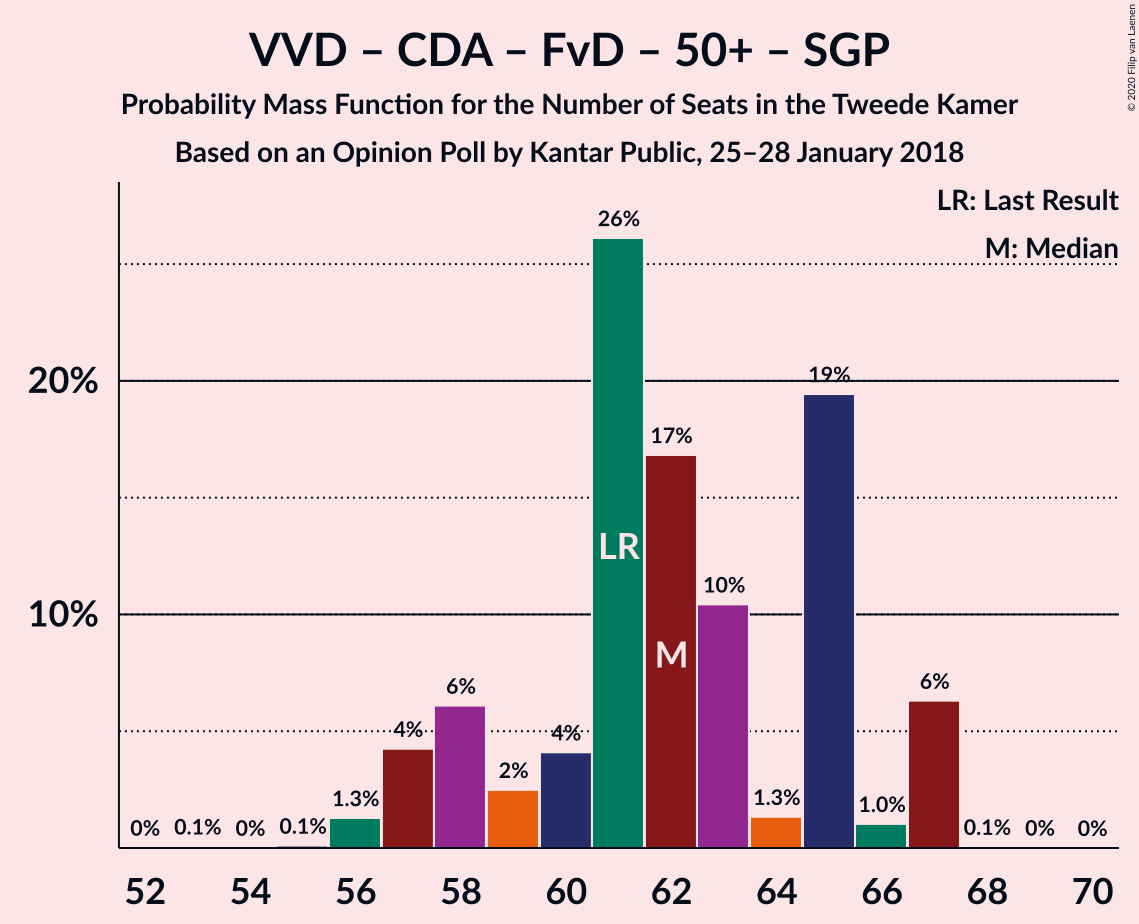 VVD – CDA – FvD – 50+ – SGP
Probability Mass Function for the Number of Seats in the Tweede Kamer
Based on an Opinion Poll by Kantar Public, 25–28 January 2018
© 2020 Filip van Laenen
LR: Last Result
M: Median
20%
10%
0%
0.1%
0%
0.1%
1.3%
4%
6%
2%
4%
26%
17%
10%
1.3%
19%
1.0%
6%
0.1%
0%
0%
LR
M
52 54 56 58 60 62 64 66 68 70